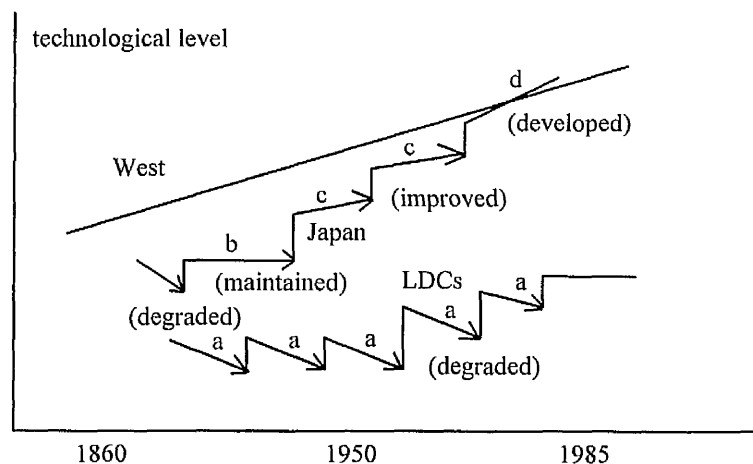 technological level
d
(developed)
c
West
c
(improved)
b
Japan
(maintained)
LDCs
a
(degraded)
a
a
a
a
(degraded)
1860 1950 1985